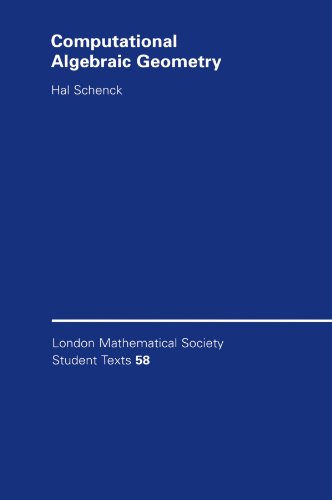 Computational
Algebraic Geometry
Hal Schenck
London Mathematical Society
Student Texts 58